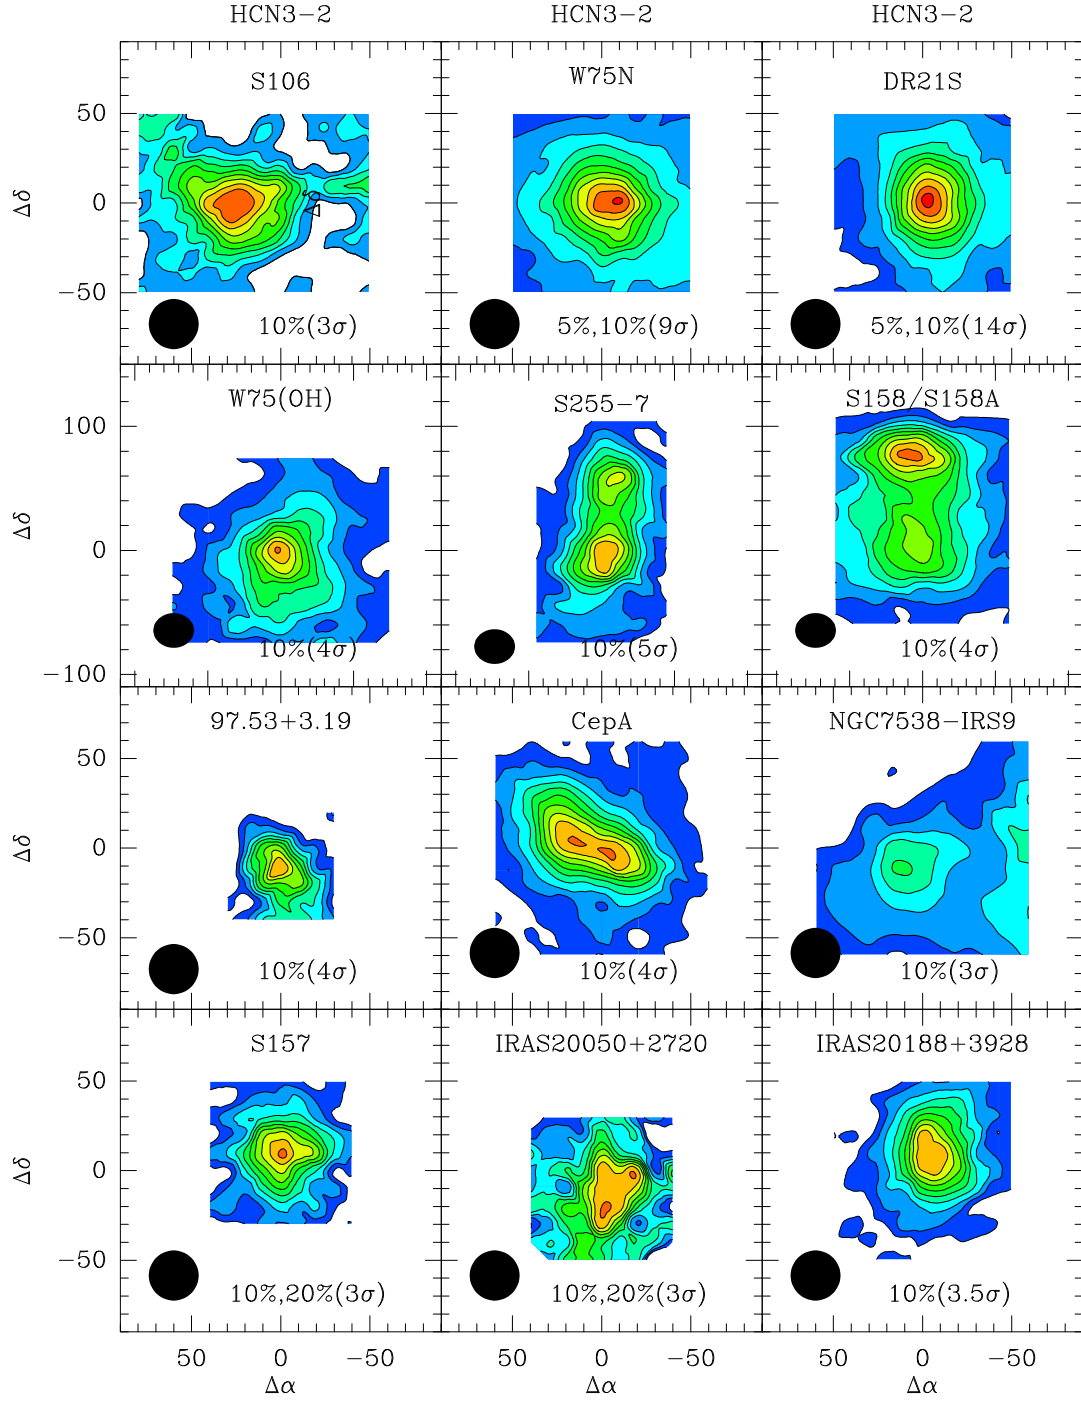 HCN3−2 HCN3−2 HCN3−2
S106 W75N DR21S
50
Δδ 0
−50
10%(3σ) 5%,10%(9σ) 5%,10%(14σ)
W75(OH) S255−7 S158/S158A
100
Δδ 0
−100
10%(4σ) 10%(5σ) 10%(4σ)
97.53+3.19 CepA NGC7538−IRS9
50
Δδ 0
−50
10%(4σ) 10%(4σ) 10%(3σ)
S157 IRAS20050+2720 IRAS20188+3928
50
Δδ 0
−50
10%,20%(3σ) 10%,20%(3σ) 10%(3.5σ)
50 0 −50 50 0 −50 50 0 −50
Δα Δα Δα